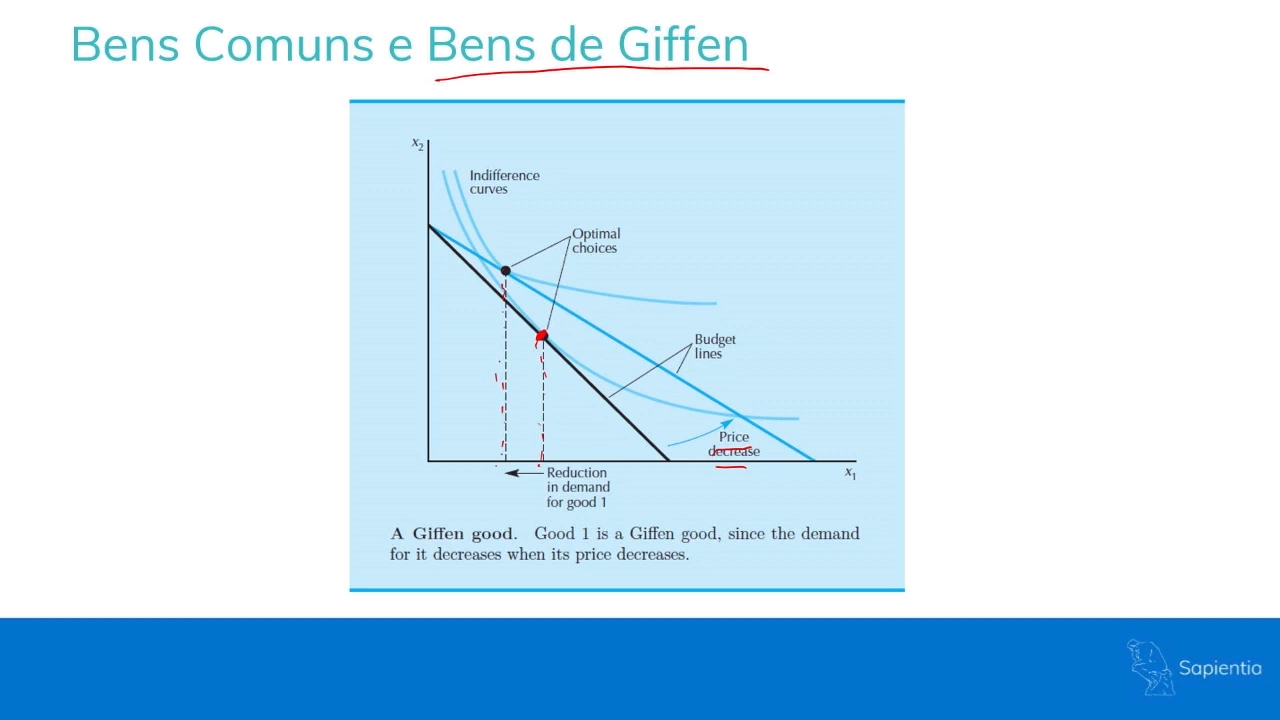 Bens Comuns e Bens de Giffen
x2
Indifference
curves
Optimal
choices
Budget
lines
Price
decrease
x1
Reduction
in demand
for good 1
A Giffen good. Good 1 is a Giffen good, since the demand
for it decreases when its price decreases.
Sapientia